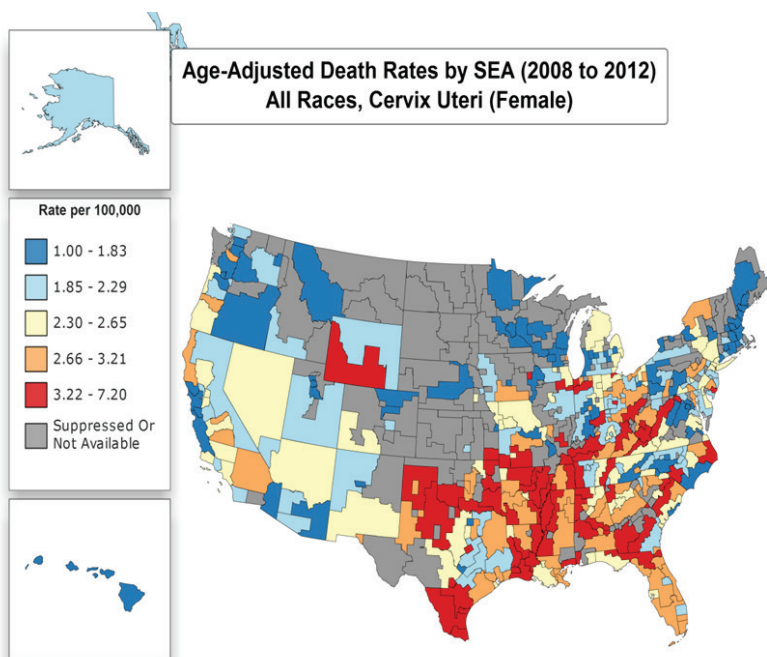 Age-Adjusted Death Rates by SEA (2008 to 2012)
All Races, Cervix Uteri (Female)
Rate per 100,000
1.00 - 1.83
1.85 - 2.29
2.30 - 2.65
2.66 - 3.21
3.22 - 7.20
Suppressed Or
Not Available